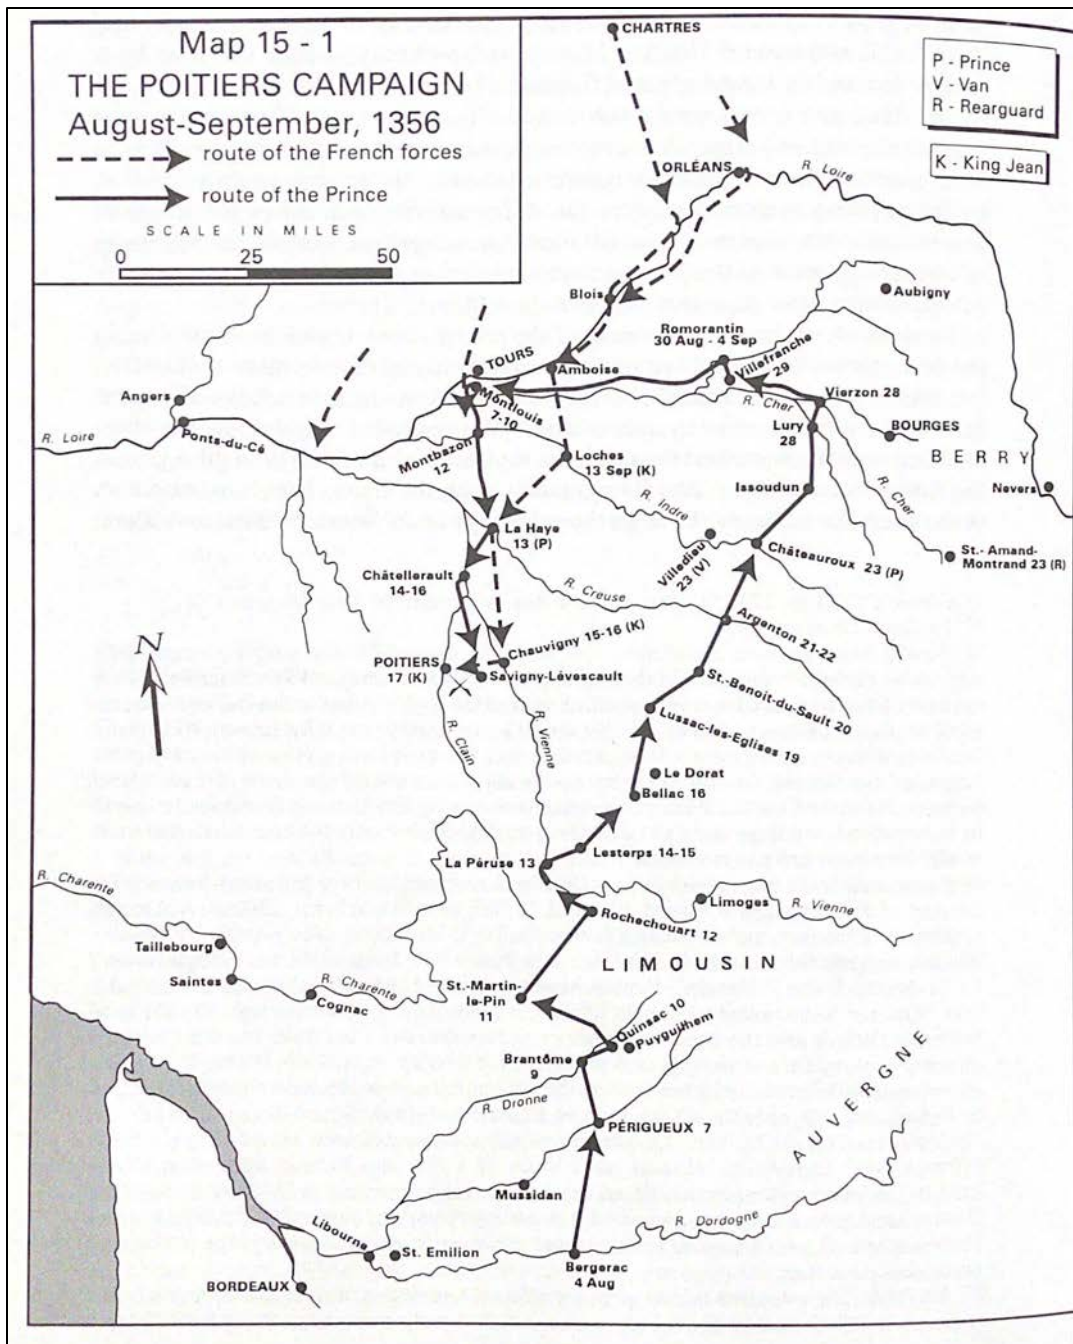 Map 15 - 1
THE POITIERS CAMPAIGN
August-September, 1356
route of the French forces
route of the Prince
SCALE IN MILES
0 25 50
P - Prince
V - Van
R - Rearguard
K - King Jean
CHARTRES
ORLÉANS
R. Loire
Blois
Aubigny
Romorantin
30 Aug - 4 Sep
Villefranche
29
TOURS
Amboise
Montlouis
7-10
R. Cher
Vierzon 28
Angers
Ponts-du-Cé
R. Loire
Montbazon
12
Lury
28
BOURGES
BERRY
Loches
13 Sep (K)
Issoudun
Nevers
R. Indre
R. Cher
La Haye
13 (P)
Villedieu
23 (V)
Châteauroux 23 (P)
St.- Amand-
Montrand 23 (R)
Châtellerault
14-16
R. Creuse
Argenton 21-22
N
Chauvigny 15-16 (K)
POITIERS
17 (K)
Savigny-Lévescault
St.-Benoit-du-Sault 20
Lussac-les-Eglises 19
R. Clain
R. Vienne
Le Dorat
Bellac 16
Lesterps 14-15
La Péruse 13
R. Charente
Limoges
R. Vienne
Rochechouart 12
Taillebourg
LIMOUSIN
Saintes
R. Charente
Cognac
St.-Martin-
le-Pin
11
Quinsac 10
Puyguilhem
Brantôme
9
R. Dronne
AUVERGNE
PÉRIGUEUX 7
Mussidan
R. Dordogne
Libourne
St. Emilion
Bergerac
4 Aug
BORDEAUX